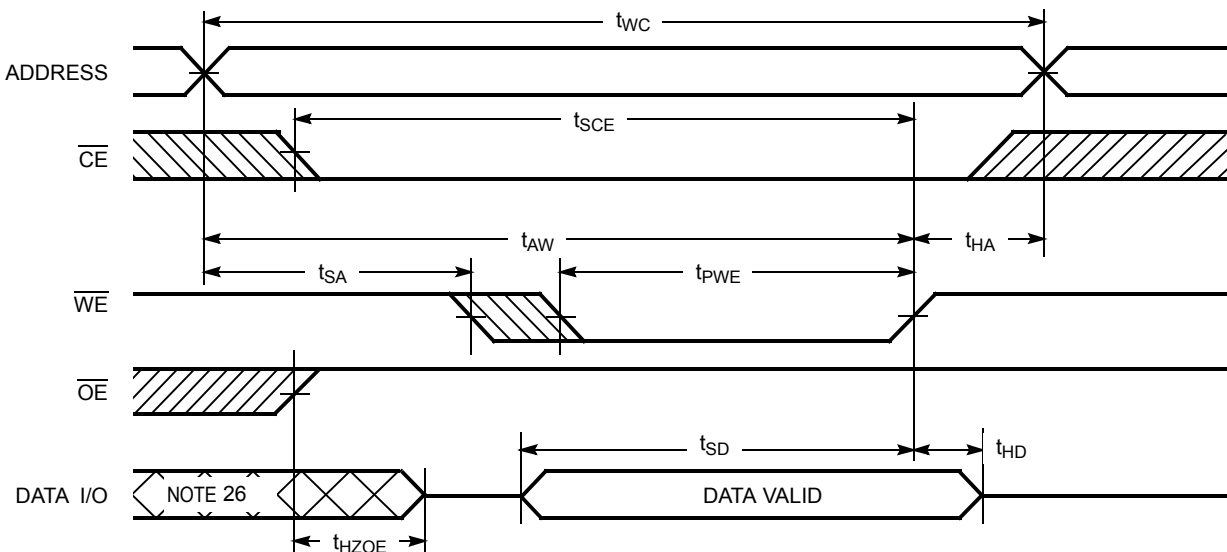 tWC
ADDRESS
tSCE
CE
tAW
tHA
tSA
tPWE
WE
OE
tSD
tHD
DATA I/O
NOTE 26
DATA VALID
tHZOE